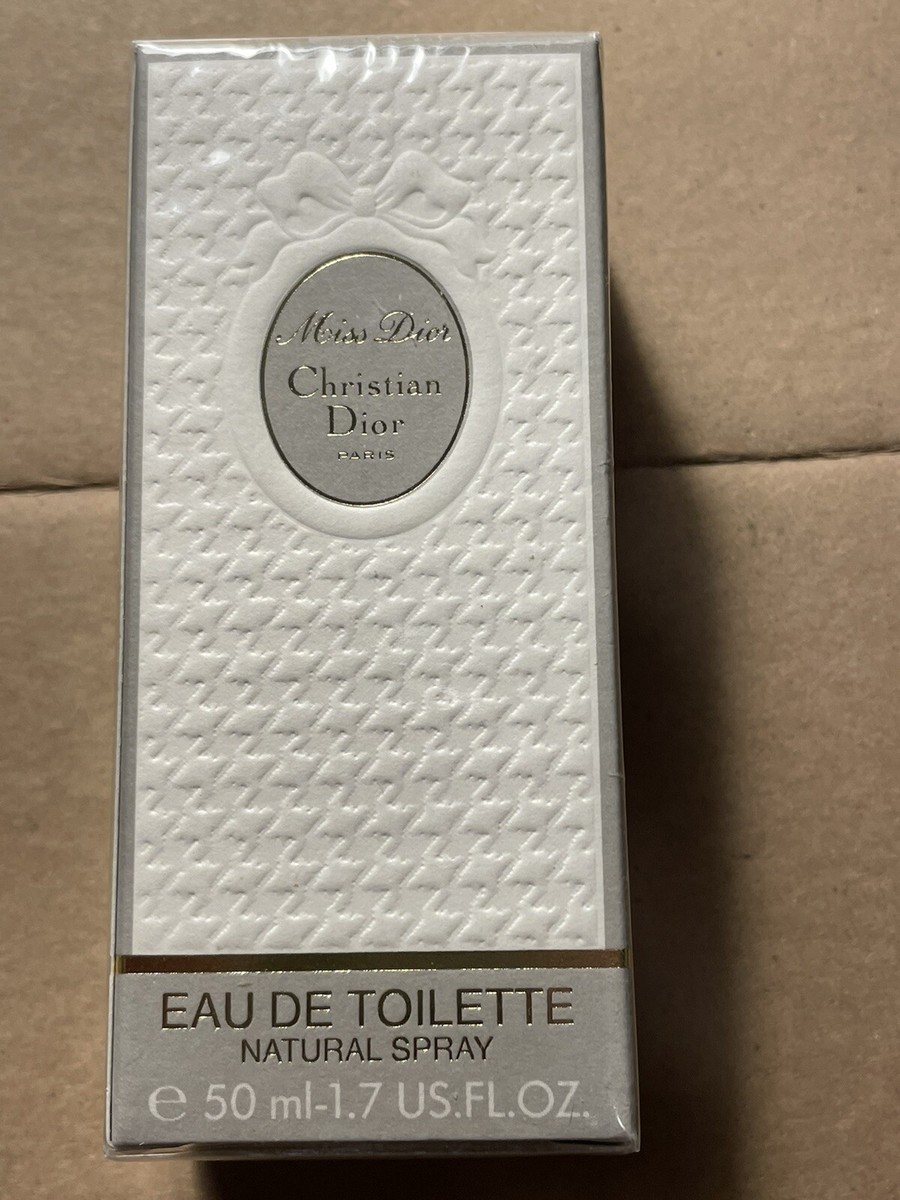 Miss Dior
Christian
Dior
PARIS
EAU DE TOILETTE
NATURAL SPRAY
℮ 50 ml-1.7 US.FL.OZ.